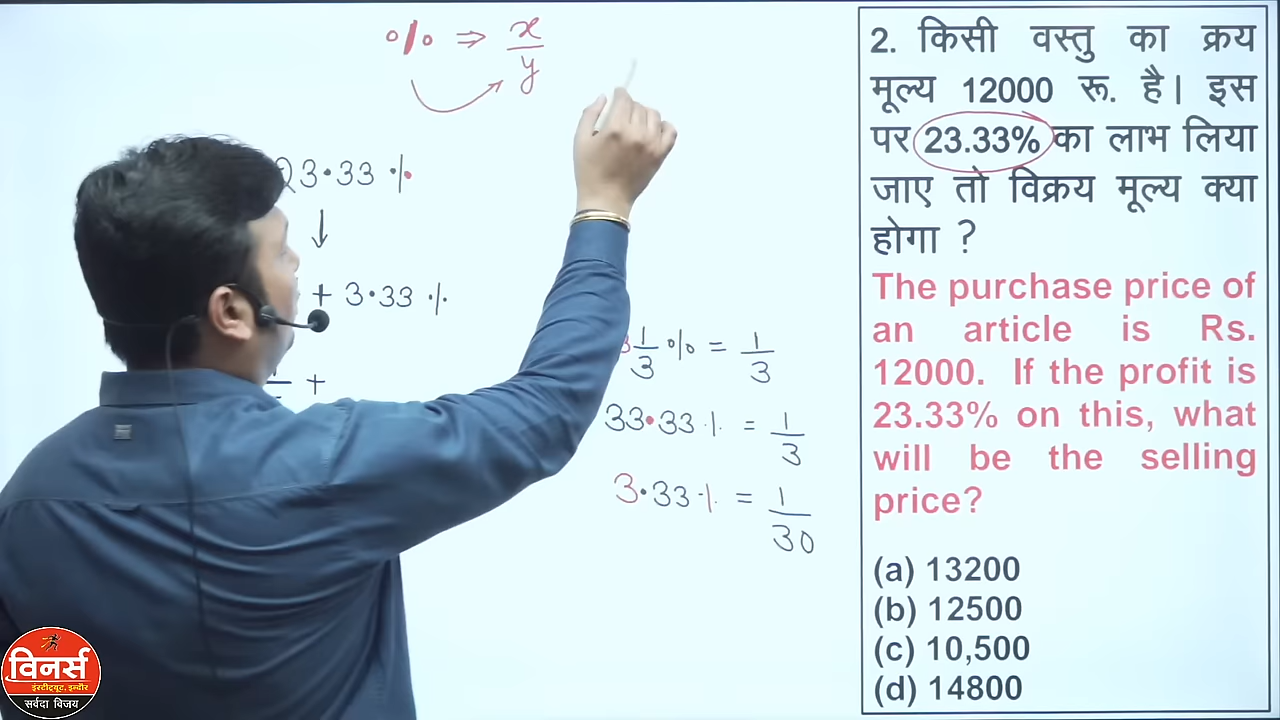 % ⇒ x/y
23.33 %
↓
+ 3.33 %
+
1/3 % = 1/3
33.33 % = 1/3
3.33 % = 1/30
2. किसी वस्तु का क्रय
मूल्य 12000 रू. है। इस
पर 23.33% का लाभ लिया
जाए तो विक्रय मूल्य क्या
होगा ?
The purchase price of
an article is Rs.
12000. If the profit is
23.33% on this, what
will be the selling
price?
(a) 13200
(b) 12500
(c) 10,500
(d) 14800
विनर्स
इंस्टीट्यूट, इन्दौर
सर्वदा विजय